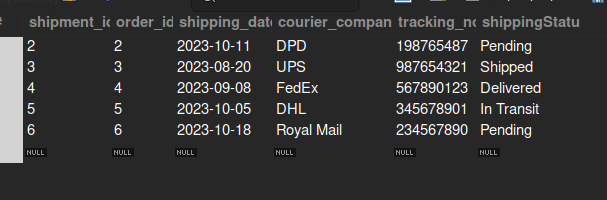 shipment_id order_id shipping_date courier_compan tracking_no shippingStatu
2 2 2023-10-11 DPD 198765487 Pending
3 3 2023-08-20 UPS 987654321 Shipped
4 4 2023-09-08 FedEx 567890123 Delivered
5 5 2023-10-05 DHL 345678901 In Transit
6 6 2023-10-18 Royal Mail 234567890 Pending
NULL NULL NULL NULL NULL NULL